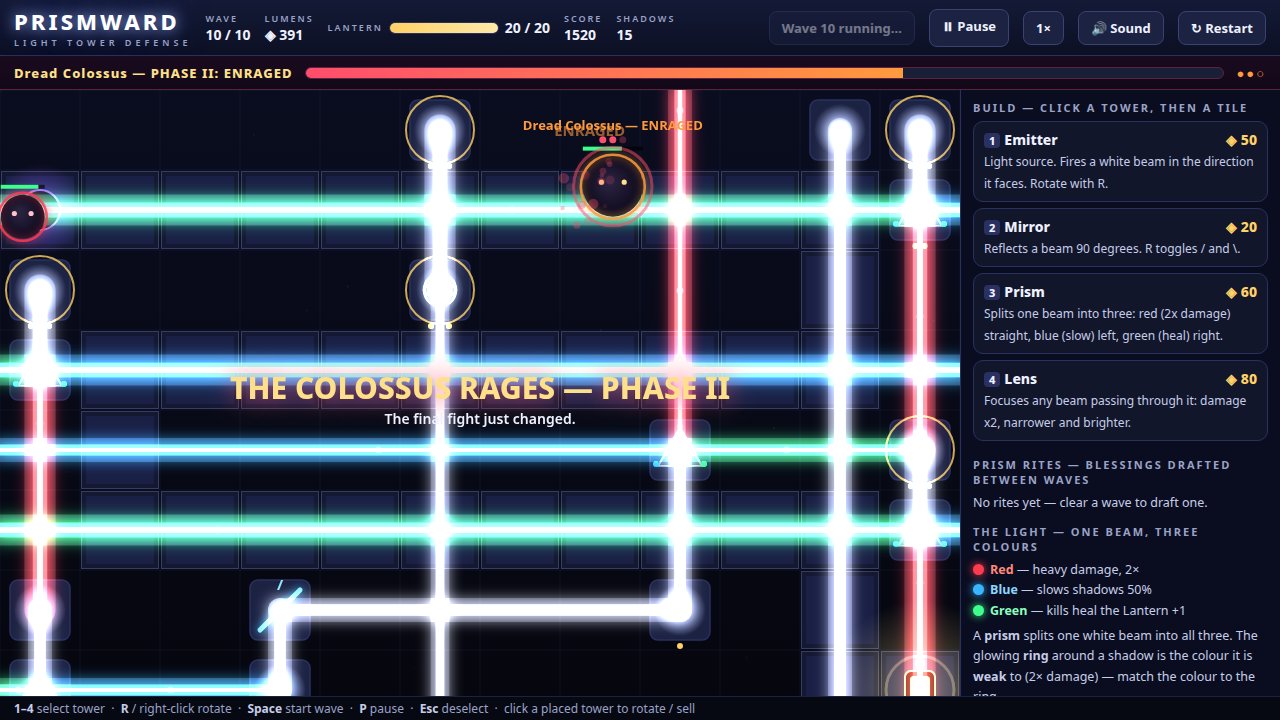 PRISMWARD
LIGHT TOWER DEFENSE
WAVE
10 / 10
LUMENS
◈ 391
LANTERN
20 / 20
SCORE
1520
SHADOWS
15
Wave 10 running...
⏸ Pause
1×
🔊 Sound
↻ Restart
Dread Colossus — PHASE II: ENRAGED
Dread Colossus — ENRAGED
ENRAGED
THE COLOSSUS RAGES — PHASE II
The final fight just changed.
BUILD — CLICK A TOWER, THEN A TILE
1 Emitter ◈ 50
Light source. Fires a white beam in the direction
it faces. Rotate with R.
2 Mirror ◈ 20
Reflects a beam 90 degrees. R toggles / and \.
3 Prism ◈ 60
Splits one beam into three: red (2x damage)
straight, blue (slow) left, green (heal) right.
4 Lens ◈ 80
Focuses any beam passing through it: damage
x2, narrower and brighter.
PRISM RITES — BLESSINGS DRAFTED
BETWEEN WAVES
No rites yet — clear a wave to draft one.
THE LIGHT — ONE BEAM, THREE
COLOURS
Red — heavy damage, 2×
Blue — slows shadows 50%
Green — kills heal the Lantern +1
A prism splits one white beam into all three. The
glowing ring around a shadow is the colour it is
weak to (2× damage) — match the colour to the
ring.
1–4 select tower · R / right-click rotate · Space start wave · P pause · Esc deselect · click a placed tower to rotate / sell